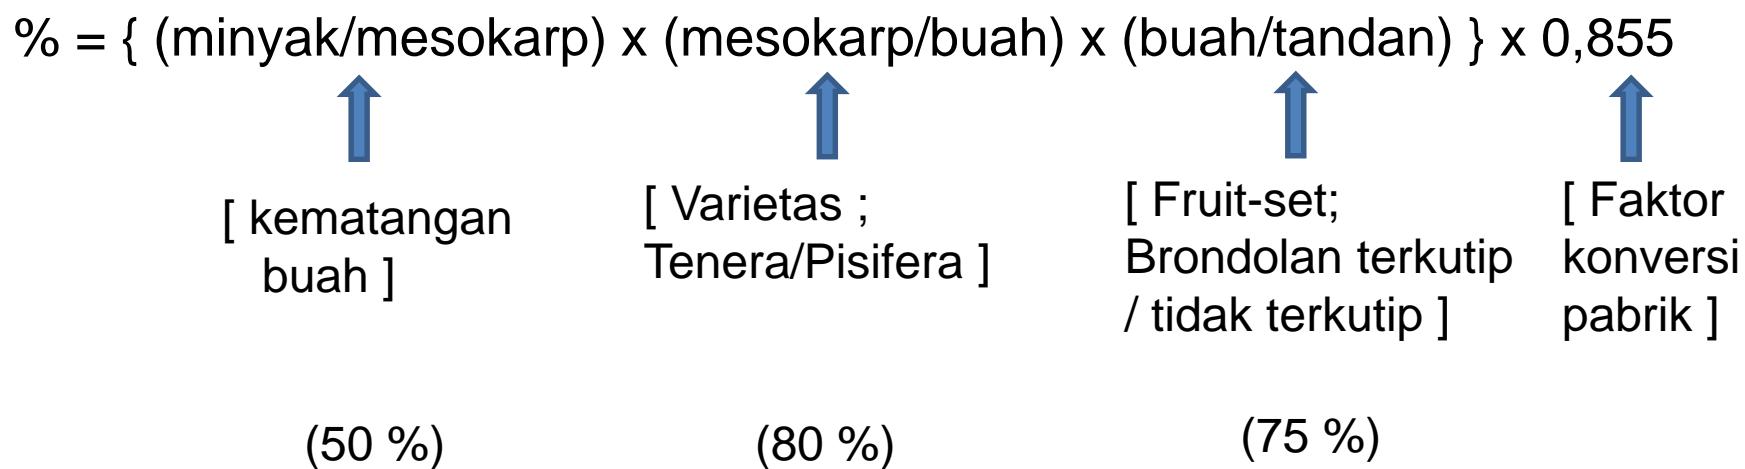 % = { (minyak/mesokarp) x (mesokarp/buah) x (buah/tandan) } x 0,855
[ kematangan
buah ]
[ Varietas ;
Tenera/Pisifera ]
[ Fruit-set;
Brondolan terkutip
/ tidak terkutip ]
[ Faktor
konversi
pabrik ]
(50 %)
(80 %)
(75 %)